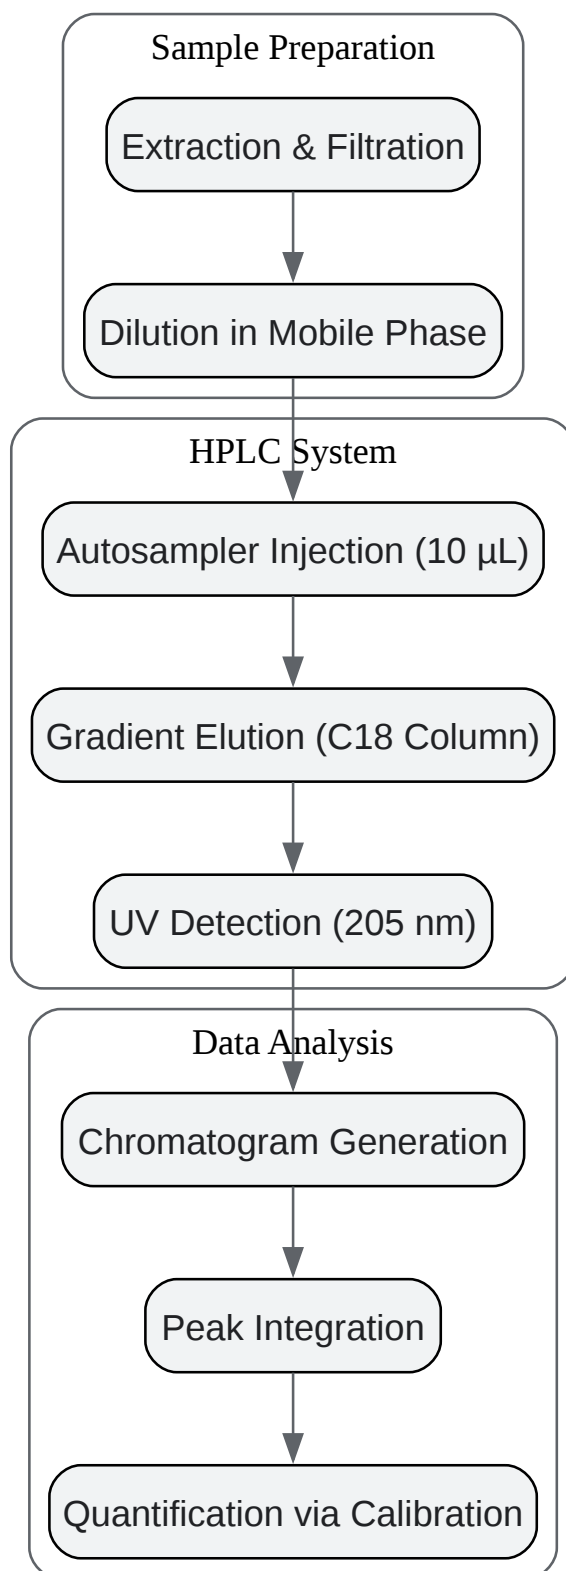 Sample Preparation
Extraction & Filtration
Dilution in Mobile Phase
HPLC System
Autosampler Injection (10 µL)
Gradient Elution (C18 Column)
UV Detection (205 nm)
Data Analysis
Chromatogram Generation
Peak Integration
Quantification via Calibration